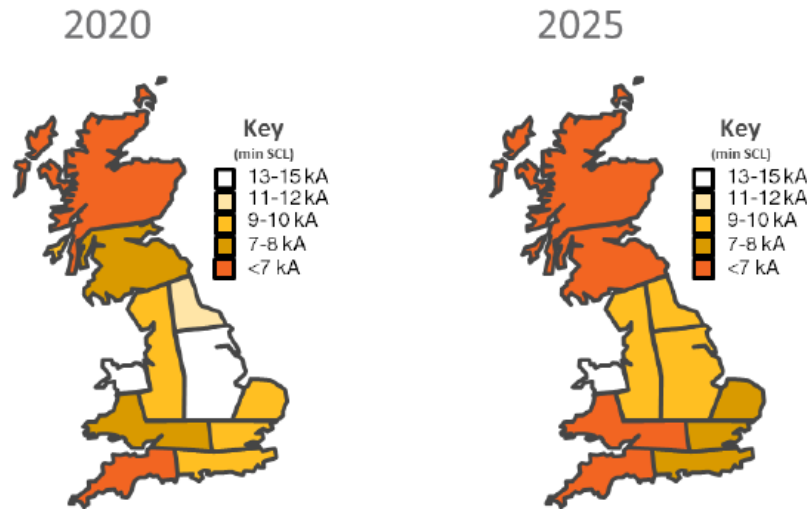 2020
2025
Key
(min SCL)
13-15 kA
11-12 kA
9-10 kA
7-8 kA
<7 kA
Key
(min SCL)
13-15 kA
11-12 kA
9-10 kA
7-8 kA
<7 kA